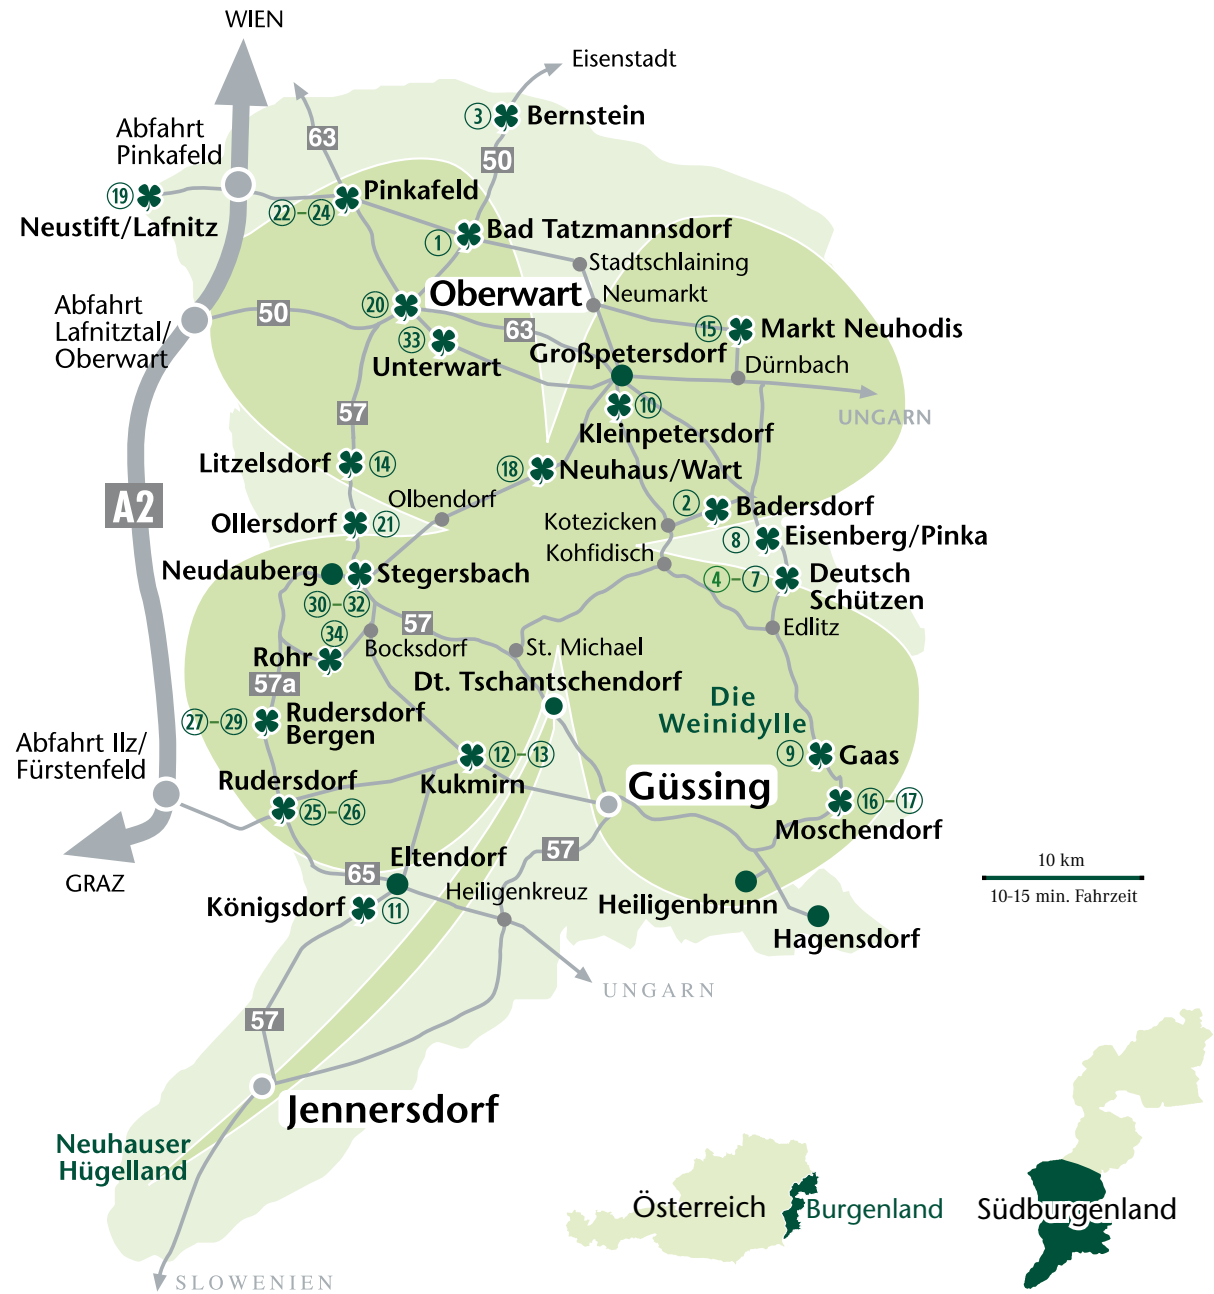 WIEN
Eisenstadt
3 Bernstein
Abfahrt
Pinkafeld
63
50
19
Neustift/Lafnitz
22–24
Pinkafeld
1
Bad Tatzmannsdorf
Stadtschlaining
Abfahrt
Lafnitztal/
Oberwart
50
20
Oberwart
Neumarkt
33
Unterwart
63
15 Markt Neuhodis
Großpetersdorf
Dürnbach
UNGARN
10
Kleinpetersdorf
57
Litzelsdorf 14
18 Neuhaus/Wart
A2
Olbendorf
Ollersdorf 21
Kotezicken
2 Badersdorf
8 Eisenberg/Pinka
Kohfidisch
Neudauberg
Stegersbach
30–32
4–7
Deutsch
Schützen
34
Rohr
Bocksdorf
57
St. Michael
Edlitz
57a
Dt. Tschantschendorf
Die
Weinidylle
27–29
Rudersdorf
Bergen
Abfahrt Ilz/
Fürstenfeld
12–13
Kukmirn
9 Gaas
Rudersdorf
25–26
Güssing
16–17
Moschendorf
GRAZ
65
Eltendorf
57
10 km
10-15 min. Fahrzeit
Königsdorf 11
Heiligenkreuz
Heiligenbrunn
Hagensdorf
UNGARN
57
Jennersdorf
Neuhauser
Hügelland
Österreich
Burgenland
Südburgenland
SLOWENIEN